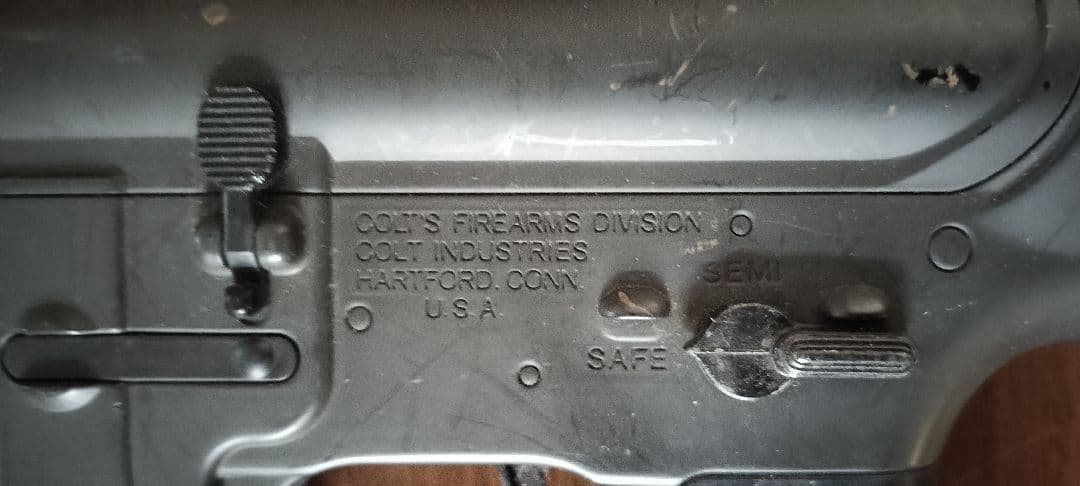 COLT'S FIREARMS DIVISION
COLT INDUSTRIES
HARTFORD. CONN.
U.S.A.
SEMI
SAFE